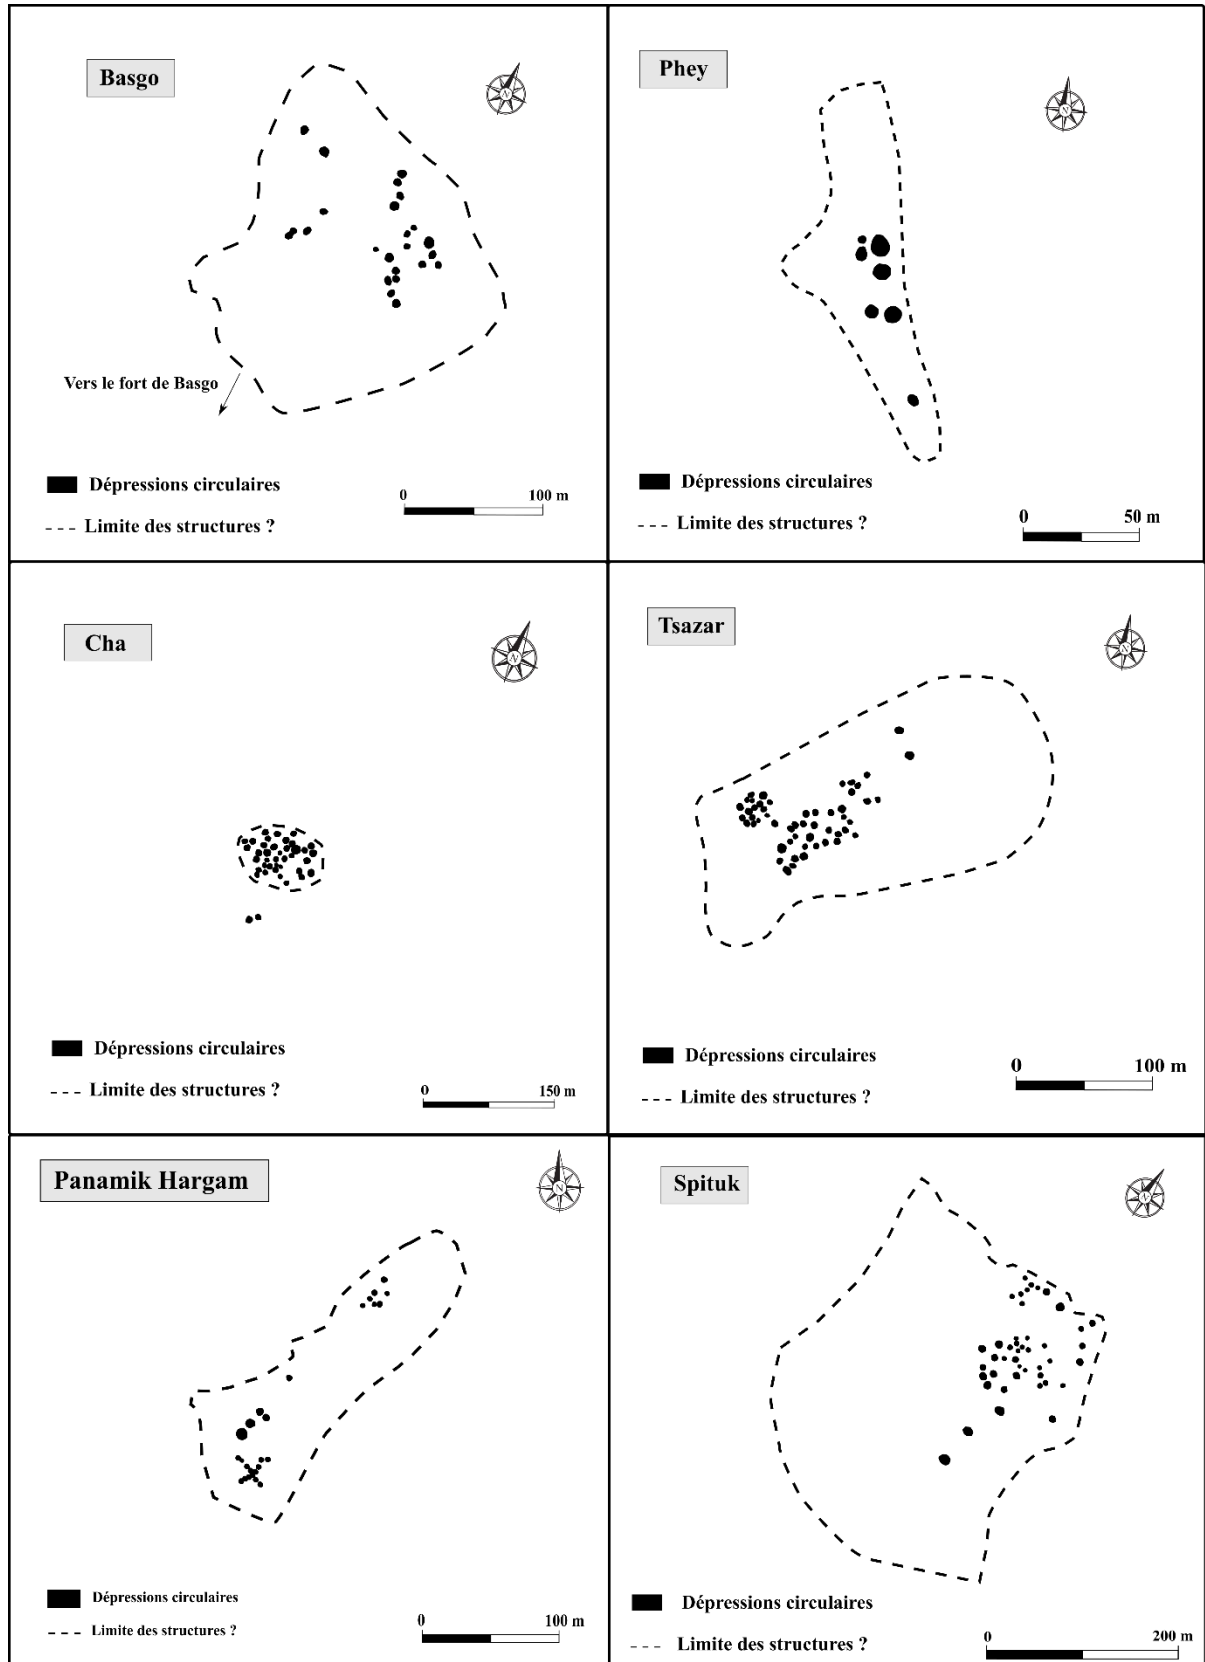 Basgo
N
Vers le fort de Basgo
Dépressions circulaires
Limite des structures ?
0 100 m
Phey
N
Dépressions circulaires
Limite des structures ?
0 50 m
Cha
N
Dépressions circulaires
Limite des structures ?
0 150 m
Tsazar
N
Dépressions circulaires
Limite des structures ?
0 100 m
Panamik Hargam
N
Dépressions circulaires
Limite des structures ?
0 100 m
Spituk
N
Dépressions circulaires
Limite des structures ?
0 200 m